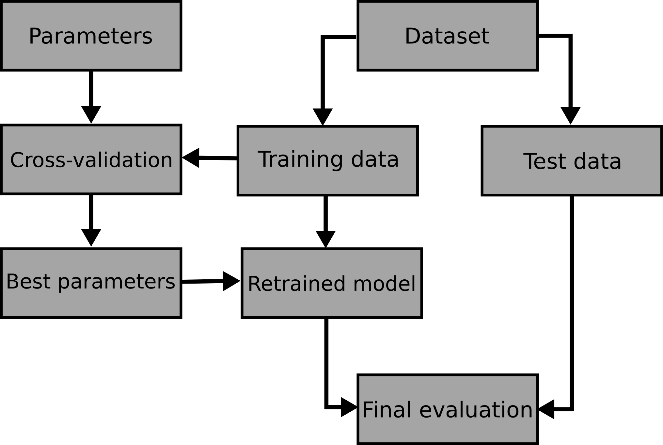 Parameters
Dataset
Cross-validation
Training data
Test data
Best parameters
Retrained model
Final evaluation